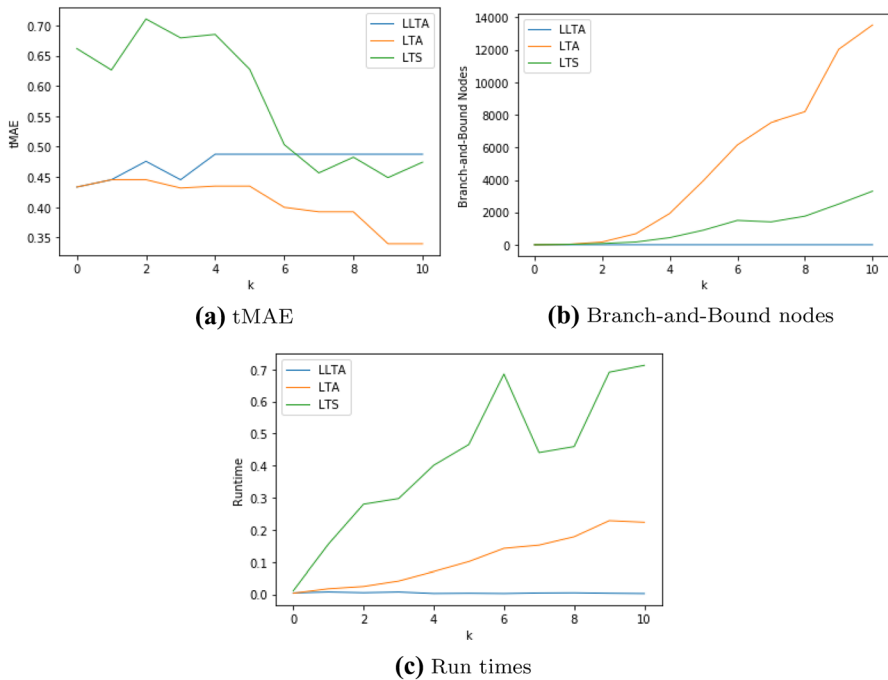 0.70
0.65
0.60
0.55
0.50
0.45
0.40
0.35
tMAE
0 2 4 6 8 10
k
LLTA
LTA
LTS
(a) tMAE
14000
12000
10000
8000
6000
4000
2000
0
Branch-and-Bound Nodes
0 2 4 6 8 10
k
LLTA
LTA
LTS
(b) Branch-and-Bound nodes
0.7
0.6
0.5
0.4
0.3
0.2
0.1
0.0
Runtime
0 2 4 6 8 10
k
LLTA
LTA
LTS
(c) Run times